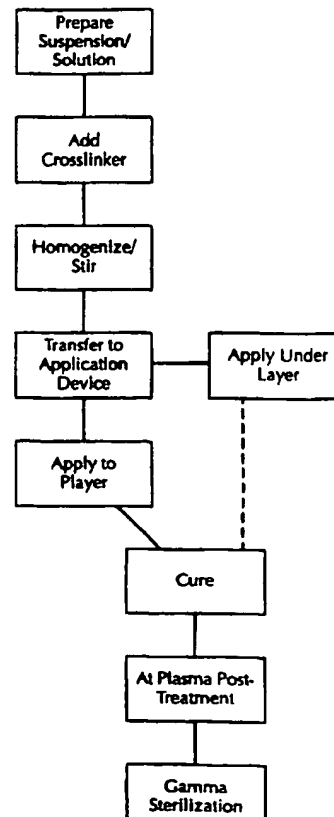 Prepare
Suspension/
Solution
Add
Crosslinker
Homogenize/
Stir
Transfer to
Application
Device
Apply Under
Layer
Apply to
Player
Cure
At Plasma Post-
Treatment
Gamma
Sterilization